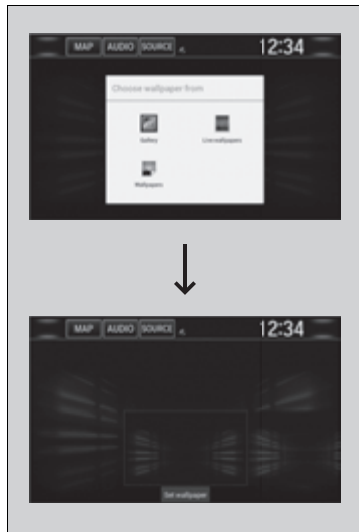 MAP AUDIO SOURCE 12:34
Choose wallpaper from
Gallery Live wallpapers
Wallpapers
MAP AUDIO SOURCE 12:34
Set wallpaper